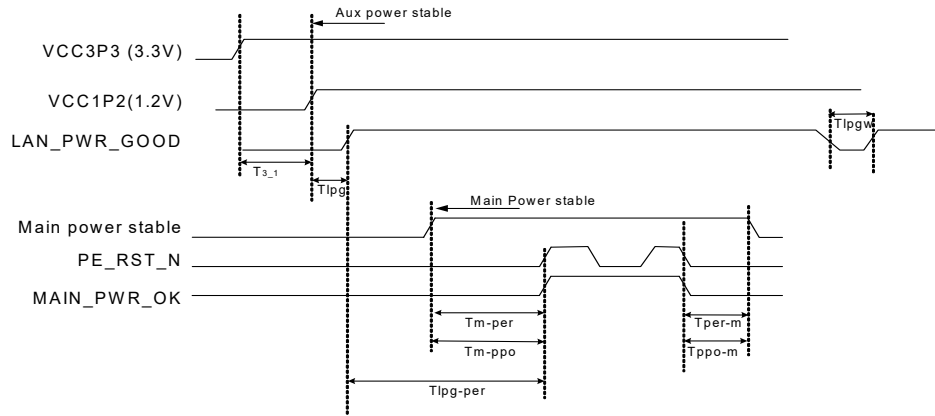 Aux power stable
VCC3P3 (3.3V)
VCC1P2(1.2V)
Tlpgw
LAN_PWR_GOOD
T3_1
Tlpg
Main Power stable
Main power stable
PE_RST_N
MAIN_PWR_OK
Tm-per
Tper-m
Tm-ppo
Tppo-m
Tlpg-per